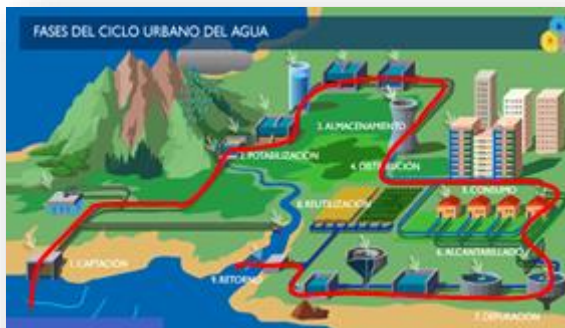 FASES DEL CICLO URBANO DEL AGUA
3. ALMACENAMIENTO
2. POTABILIZACIÓN
4. DISTRIBUCIÓN
5. CONSUMO
8. REUTILIZACIÓN
6. ALCANTARILLADO
1. CAPTACIÓN
9. RETORNO
7. DEPURACIÓN